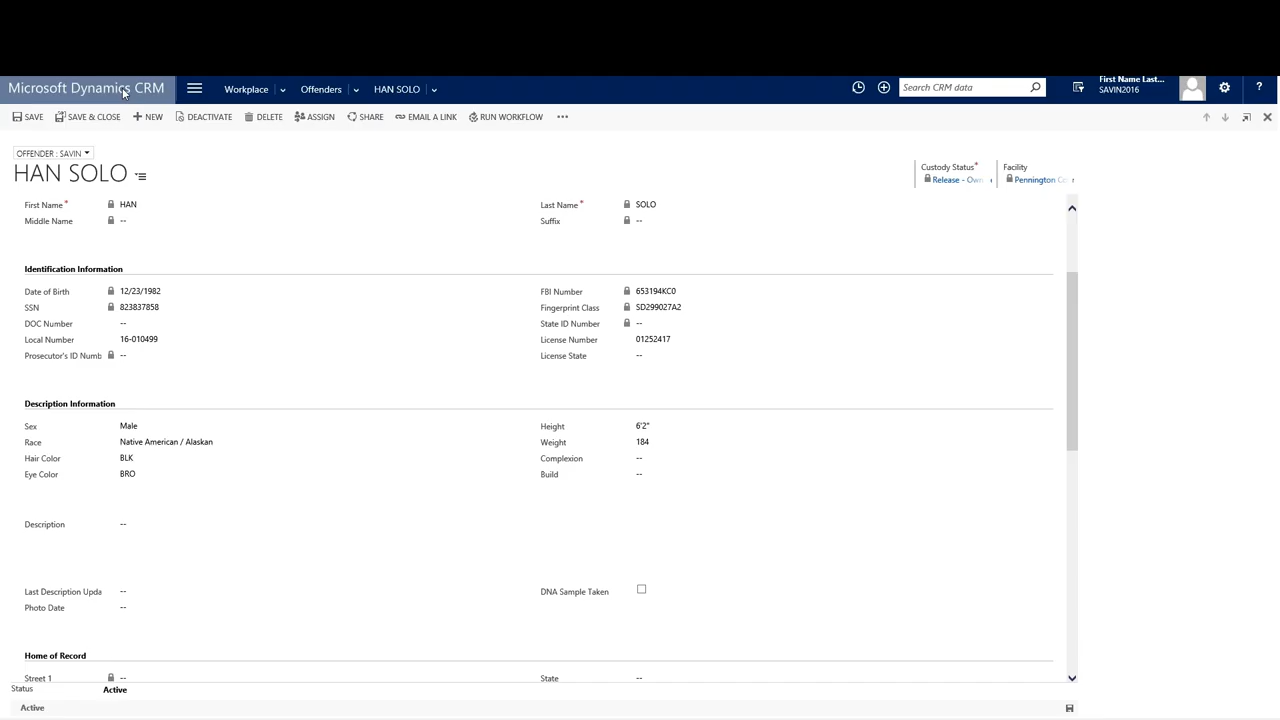 Microsoft Dynamics CRM Workplace Offenders HAN SOLO Search CRM data First Name Last... SAVIN2016 ?
SAVE SAVE & CLOSE NEW DEACTIVATE DELETE ASSIGN SHARE EMAIL A LINK RUN WORKFLOW •••
OFFENDER : SAVIN
HAN SOLO
Custody Status* Facility
Release - Own Pennington
First Name* HAN Last Name* SOLO
Middle Name -- Suffix --
Identification Information
Date of Birth 12/23/1982 FBI Number 653194KC0
SSN 823837858 Fingerprint Class SD299027A2
DOC Number -- State ID Number --
Local Number 16-010499 License Number 01252417
Prosecutor's ID Numb -- License State --
Description Information
Sex Male Height 6'2"
Race Native American / Alaskan Weight 184
Hair Color BLK Complexion --
Eye Color BRO Build --
Description --
Last Description Upda -- DNA Sample Taken
Photo Date --
Home of Record
Street 1 -- State --
Status Active
Active